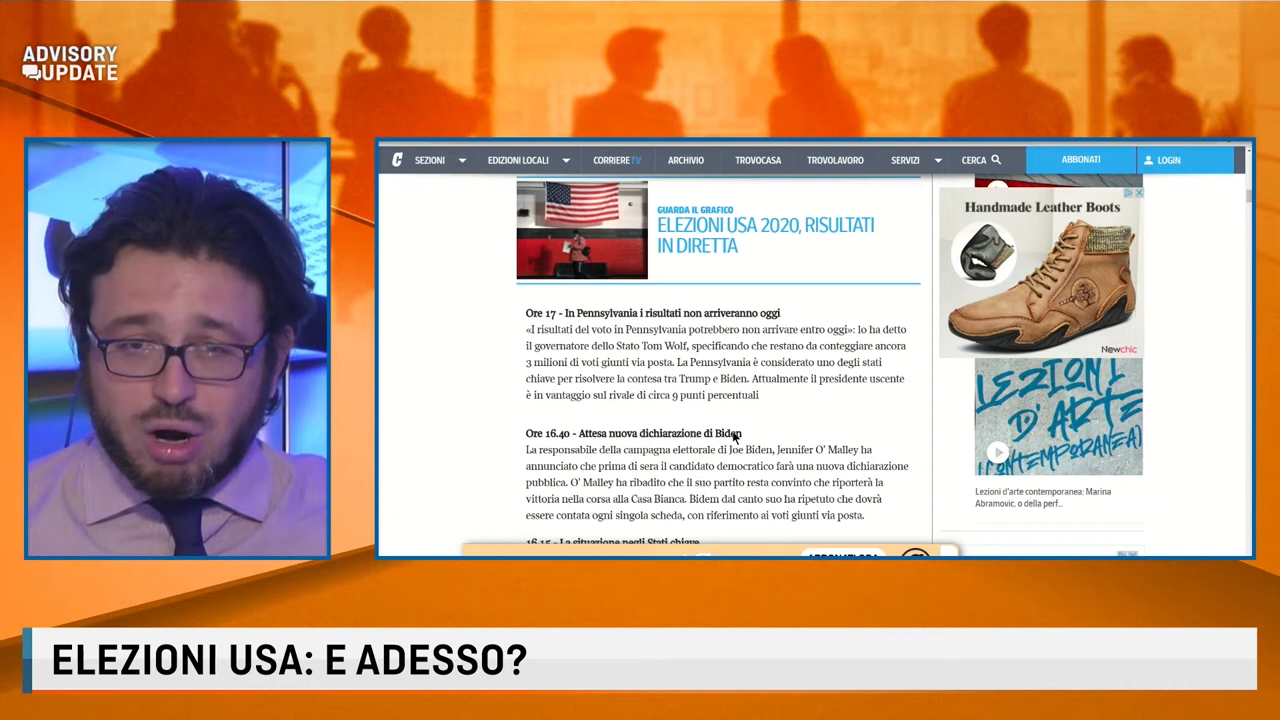 ADVISORY
UPDATE
C SEZIONI EDIZIONI LOCALI CORRIERE TV ARCHIVIO TROVOCASA TROVOLAVORO SERVIZI CERCA ABBONATI LOGIN
GUARDA IL GRAFICO
ELEZIONI USA 2020, RISULTATI
IN DIRETTA
Ore 17 - In Pennsylvania i risultati non arriveranno oggi
«I risultati del voto in Pennsylvania potrebbero non arrivare entro oggi»: lo ha detto
il governatore dello Stato Tom Wolf, specificando che restano da conteggiare ancora
3 milioni di voti giunti via posta. La Pennsylvania è considerato uno degli stati
chiave per risolvere la contesa tra Trump e Biden. Attualmente il presidente uscente
è in vantaggio sul rivale di circa 9 punti percentuali
Ore 16.40 - Attesa nuova dichiarazione di Biden
La responsabile della campagna elettorale di Joe Biden, Jennifer O' Malley ha
annunciato che prima di sera il candidato democratico farà una nuova dichiarazione
pubblica. O' Malley ha ribadito che il suo partito resta convinto che riporterà la
vittoria nella corsa alla Casa Bianca. Bidem dal canto suo ha ripetuto che dovrà
essere contata ogni singola scheda, con riferimento ai voti giunti via posta.
16.15 - La situazione negli Stati chiave
Handmade Leather Boots
Newchic
LEZIONI
D'ARTE
CONTEMPORANEA
Lezioni d'arte contemporanea: Marina
Abramovic, o della perf...
ELEZIONI USA: E ADESSO?